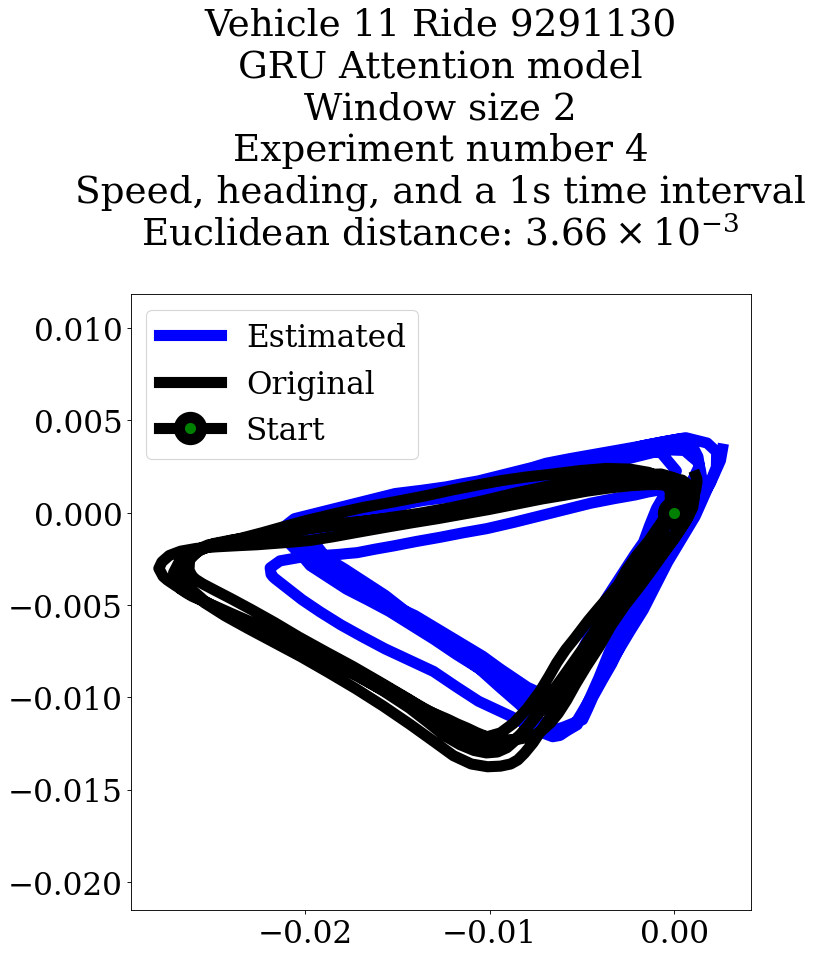 Vehicle 11 Ride 9291130
GRU Attention model
Window size 2
Experiment number 4
Speed, heading, and a 1s time interval
Euclidean distance: 3.66 × 10⁻³
Estimated
Original
Start
0.010
0.005
0.000
−0.005
−0.010
−0.015
−0.020
−0.02 −0.01 0.00